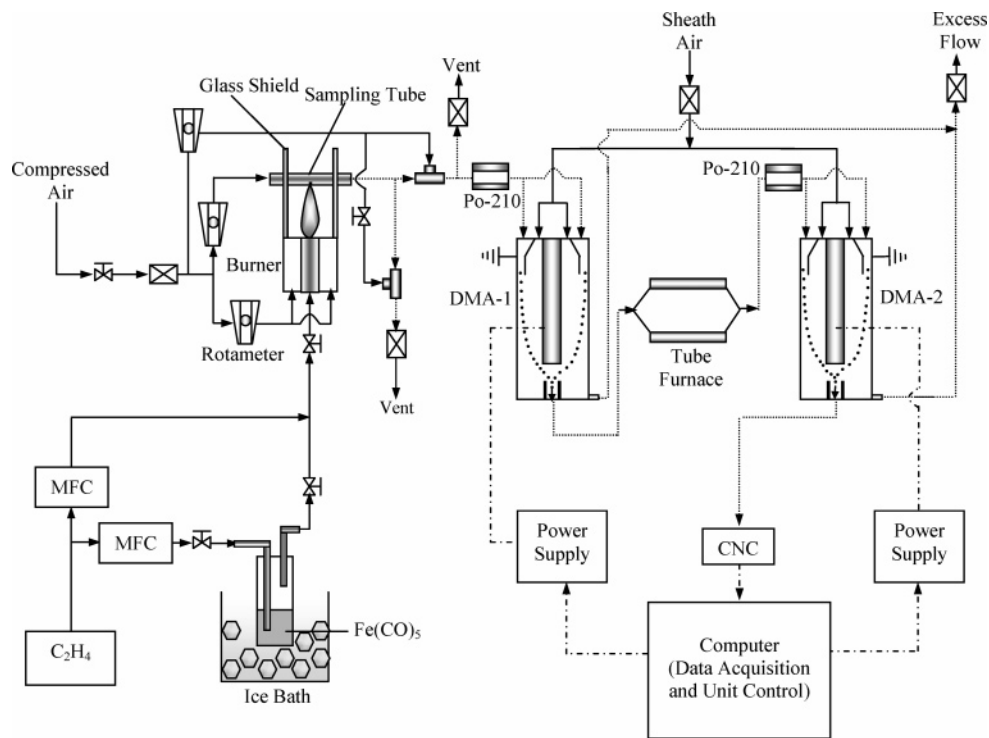 Sheath
Air
Excess
Flow
Vent
Glass Shield
Sampling Tube
Compressed
Air
Po-210
Po-210
Burner
DMA-1
DMA-2
Rotameter
Tube
Furnace
Vent
MFC
MFC
Power
Supply
CNC
Power
Supply
C₂H₄
Fe(CO)₅
Computer
(Data Acquisition
and Unit Control)
Ice Bath